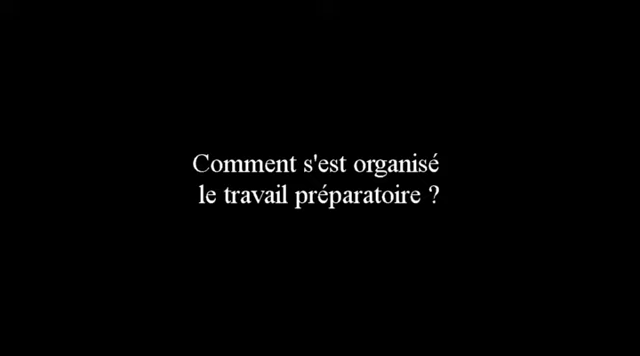 Comment s'est organisé
le travail préparatoire ?